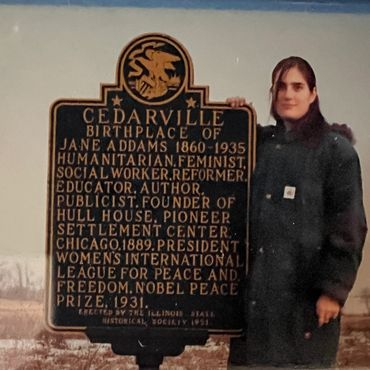 CEDARVILLE
BIRTHPLACE OF
JANE ADDAMS 1860-1935
HUMANITARIAN, FEMINIST,
SOCIAL WORKER, REFORMER,
EDUCATOR, AUTHOR,
PUBLICIST, FOUNDER OF
HULL HOUSE, PIONEER
SETTLEMENT CENTER,
CHICAGO, 1889, PRESIDENT
WOMEN'S INTERNATIONAL
LEAGUE FOR PEACE AND
FREEDOM, NOBEL PEACE
PRIZE, 1931.
ERECTED BY THE ILLINOIS STATE
HISTORICAL SOCIETY 1951